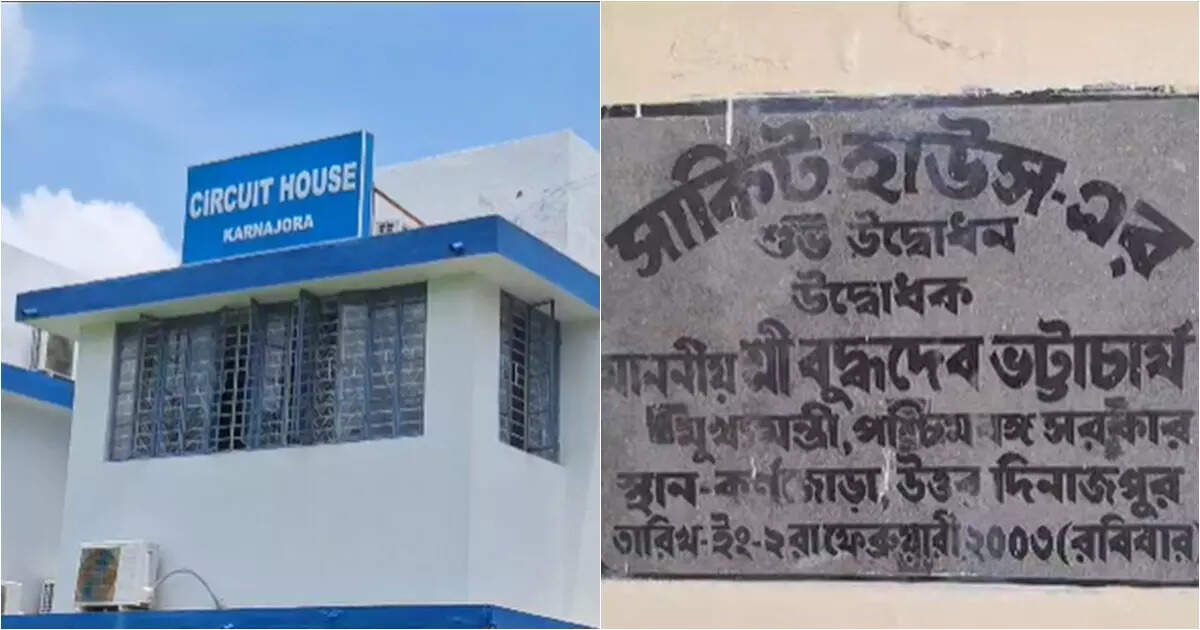 CIRCUIT HOUSE
KARNAJORA
সার্কিট হাউস-এর
শুভ উদ্বোধন
উদ্বোধক
মাননীয় শ্রী বুদ্ধদেব ভট্টাচার্য
মুখ্যমন্ত্রী, পশ্চিমবঙ্গ সরকার
স্থান-কর্ণজোড়া, উত্তর দিনাজপুর
তারিখ-ইং-২রা ফেব্রুয়ারী ২০০৩ (রবিবার